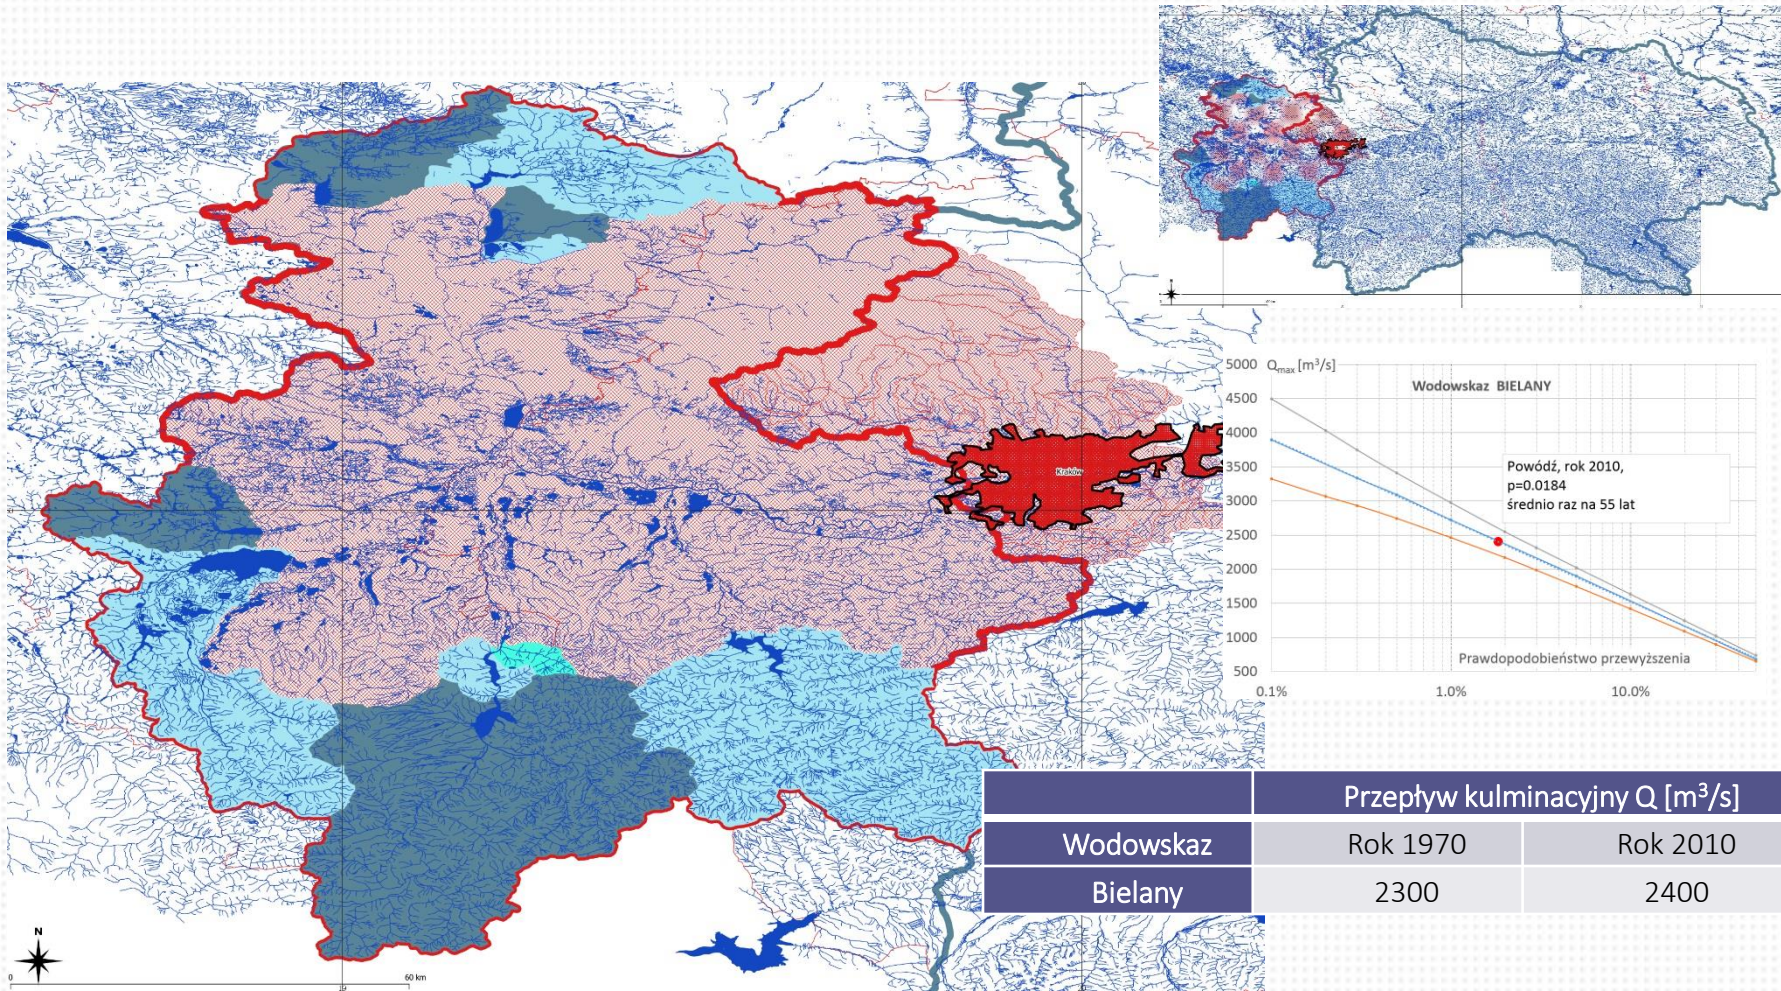 Kraków
N
0
60 km
Q max [m³/s]
Wodowskaz BIELANY
5000
4500
4000
3500
3000
2500
2000
1500
1000
500
Powódź, rok 2010,
p=0.0184
średnio raz na 55 lat
Prawdopodobieństwo przewyższenia
0.1%
1.0%
10.0%
Przepływ kulminacyjny Q [m³/s]
Wodowskaz Rok 1970 Rok 2010
Bielany 2300 2400